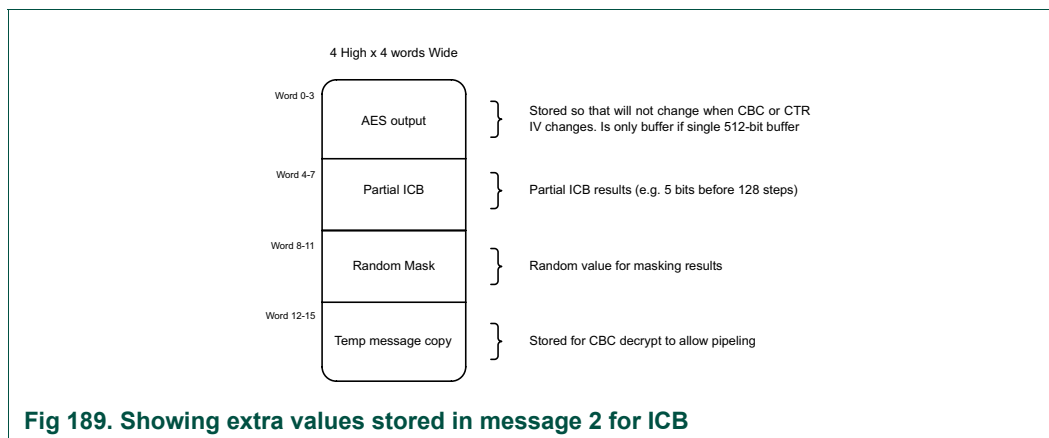 4 High x 4 words Wide
Word 0-3
AES output
Stored so that will not change when CBC or CTR
IV changes. Is only buffer if single 512-bit buffer
Word 4-7
Partial ICB
Partial ICB results (e.g. 5 bits before 128 steps)
Word 8-11
Random Mask
Random value for masking results
Word 12-15
Temp message copy
Stored for CBC decrypt to allow pipeling
Fig 189. Showing extra values stored in message 2 for ICB